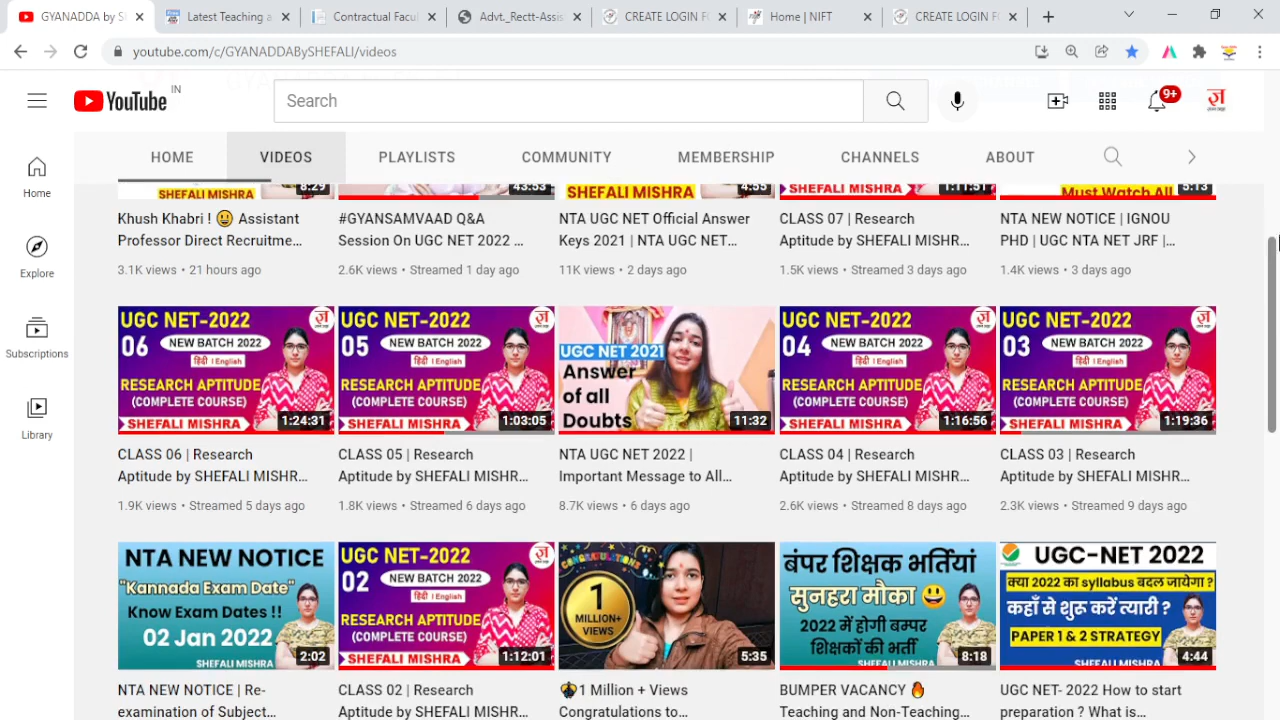 GYANADDA by S
Latest Teaching a
Contractual Facu
Advt._Rectt-Assis
CREATE LOGIN F
Home | NIFT
CREATE LOGIN F
youtube.com/c/GYANADDABySHEFALI/videos
YouTube IN
Search
9+
HOME VIDEOS PLAYLISTS COMMUNITY MEMBERSHIP CHANNELS ABOUT
Home
Explore
Subscriptions
Library
SHEFALI MISHRA
8:29
Khush Khabri ! 😃 Assistant
Professor Direct Recruitme...
3.1K views • 21 hours ago
43:53
#GYANSAMVAAD Q&A
Session On UGC NET 2022 ...
2.6K views • Streamed 1 day ago
SHEFALI MISHRA
4:55
NTA UGC NET Official Answer
Keys 2021 | NTA UGC NET...
11K views • 2 days ago
SHEFALI MISHRA
1:11:51
CLASS 07 | Research
Aptitude by SHEFALI MISHR...
1.5K views • Streamed 3 days ago
Must Watch All
5:13
NTA NEW NOTICE | IGNOU
PHD | UGC NTA NET JRF |...
1.4K views • 3 days ago
UGC NET-2022
06
NEW BATCH 2022
हिंदी | English
RESEARCH APTITUDE
(COMPLETE COURSE)
SHEFALI MISHRA
1:24:31
CLASS 06 | Research
Aptitude by SHEFALI MISHR...
1.9K views • Streamed 5 days ago
UGC NET-2022
05
NEW BATCH 2022
हिंदी | English
RESEARCH APTITUDE
(COMPLETE COURSE)
SHEFALI MISHRA
1:03:05
CLASS 05 | Research
Aptitude by SHEFALI MISHR...
1.8K views • Streamed 6 days ago
UGC NET 2021
Answer
of all
Doubts
11:32
NTA UGC NET 2022 |
Important Message to All...
8.7K views • 6 days ago
UGC NET-2022
04
NEW BATCH 2022
हिंदी | English
RESEARCH APTITUDE
(COMPLETE COURSE)
SHEFALI MISHRA
1:16:56
CLASS 04 | Research
Aptitude by SHEFALI MISHR...
2.6K views • Streamed 8 days ago
UGC NET-2022
03
NEW BATCH 2022
हिंदी | English
RESEARCH APTITUDE
(COMPLETE COURSE)
SHEFALI MISHRA
1:19:36
CLASS 03 | Research
Aptitude by SHEFALI MISHR...
2.3K views • Streamed 9 days ago
NTA NEW NOTICE
"Kannada Exam Date"
Know Exam Dates !!
02 Jan 2022
SHEFALI MISHRA
2:02
NTA NEW NOTICE | Re-
examination of Subject...
UGC NET-2022
02
NEW BATCH 2022
हिंदी | English
RESEARCH APTITUDE
(COMPLETE COURSE)
SHEFALI MISHRA
1:12:01
CLASS 02 | Research
Aptitude by SHEFALI MISHR...
CONGRATULATIONS
1
MILLION+
VIEWS
5:35
1 Million + Views
Congratulations to...
बंपर शिक्षक भर्तियां
सुनहरा मौका 😃
2022 में होगी बम्पर
शिक्षकों की भर्ती
SHEFALI MISHRA
8:18
BUMPER VACANCY 🔥
Teaching and Non-Teaching...
UGC-NET 2022
क्या 2022 का syllabus बदल जायेगा ?
कहाँ से शुरू करें त्यारी ?
PAPER 1 & 2 STRATEGY
SHEFALI MISHRA
4:44
UGC NET- 2022 How to start
preparation ? What is...